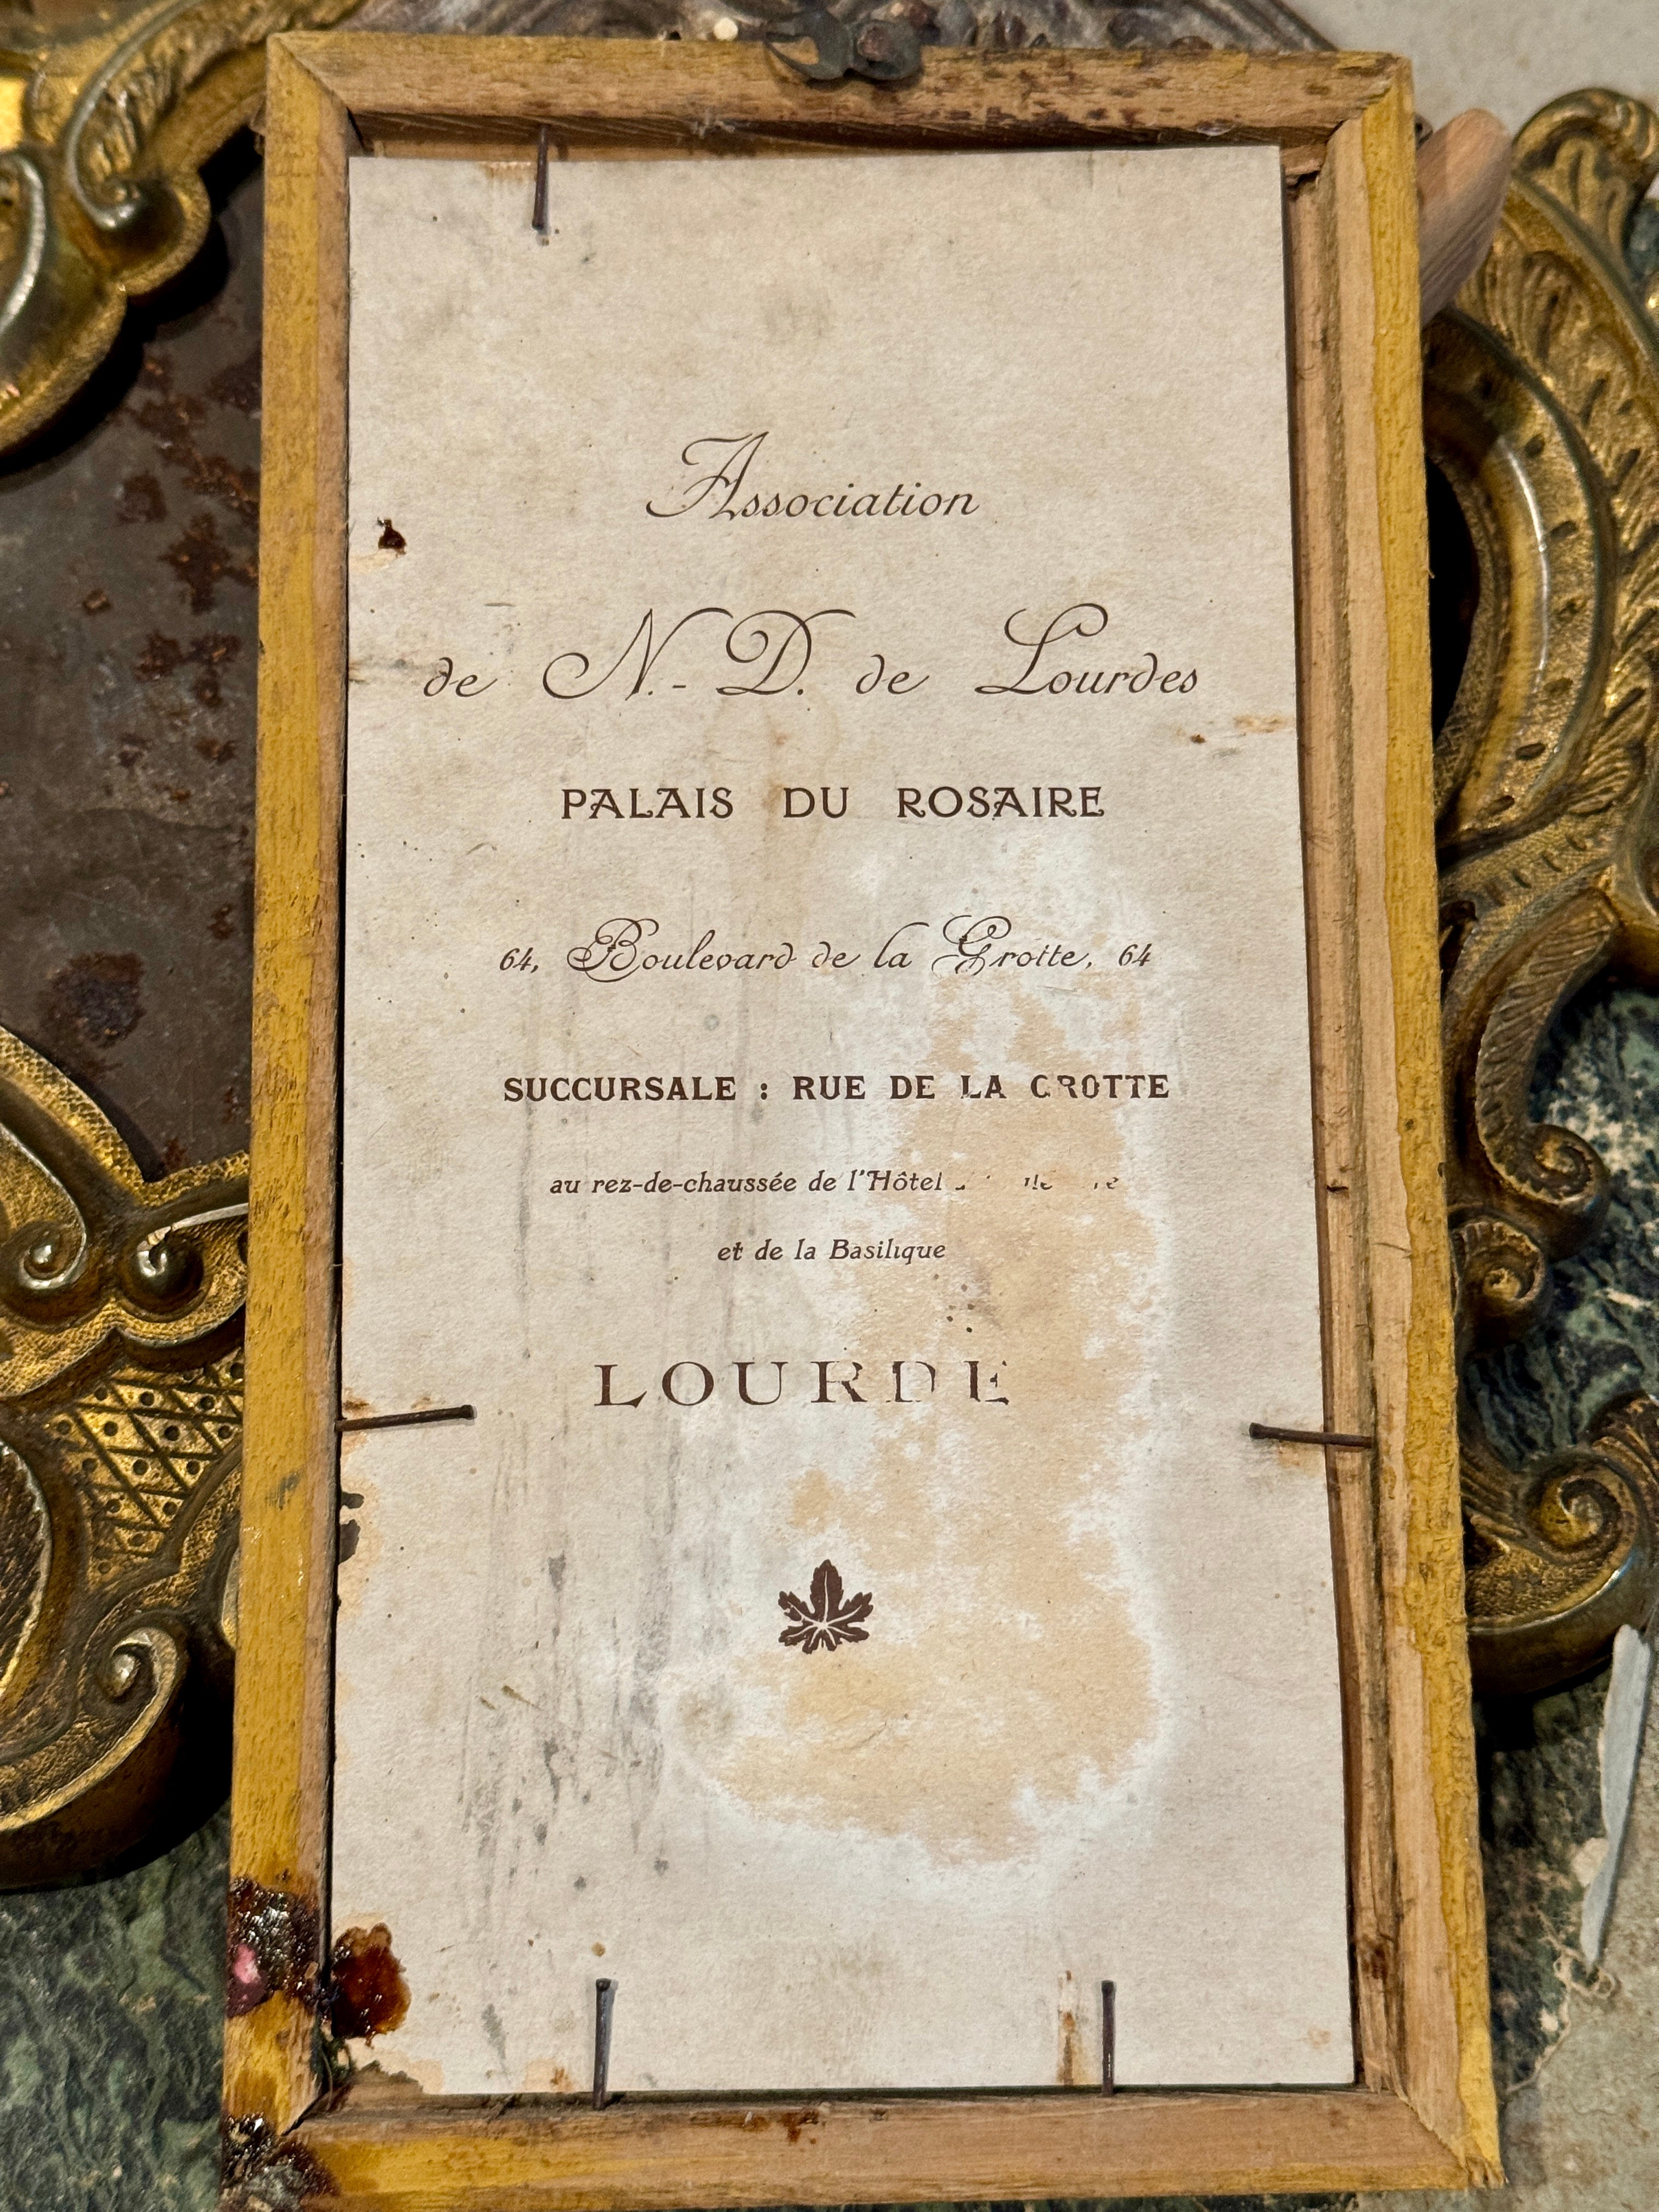 Association
de N.-D. de Lourdes
PALAIS DU ROSAIRE
64, Boulevard de la Grotte, 64
SUCCURSALE : RUE DE LA GROTTE
au rez-de-chaussée de l'Hôtel
et de la Basilique
LOURDE